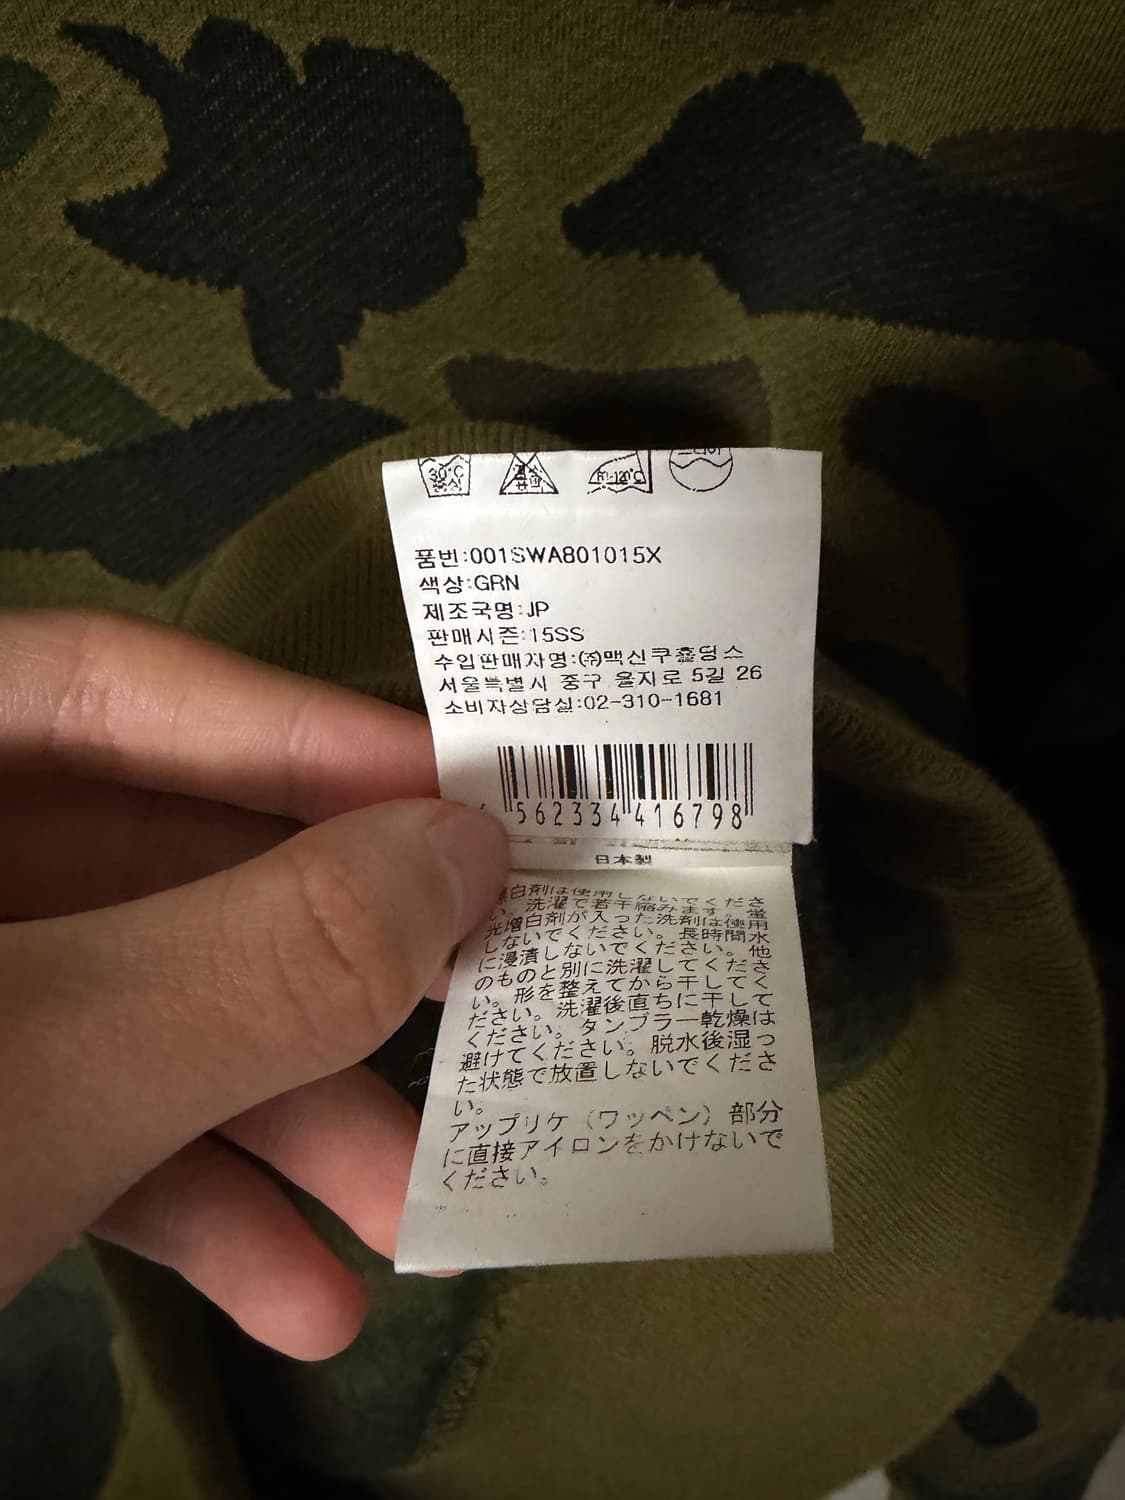 30°C
중성
80-120°C
드라이
품번:001SWA801015X
색상:GRN
제조국명:JP
판매시즌:15SS
수입판매자명:(주)맥신쿠홀딩스
서울특별시 중구 을지로 5길 26
소비자상담실:02-310-1681
562334 416798
日本製
白剤は使用しないでくださ
い。洗濯で若干縮みます。蛍
光増白剤が入った洗剤は使用
しないでください。長時間水
に浸漬しないでください。他
のものと別に洗濯してくださ
い。形を整えてから干してく
ださい。洗濯後直ちに干して
ください。タンブラー乾燥は
避けてください。脱水後湿っ
た状態で放置しないでくださ
い。
アップリケ（ワッペン）部分
に直接アイロンをかけないで
ください。